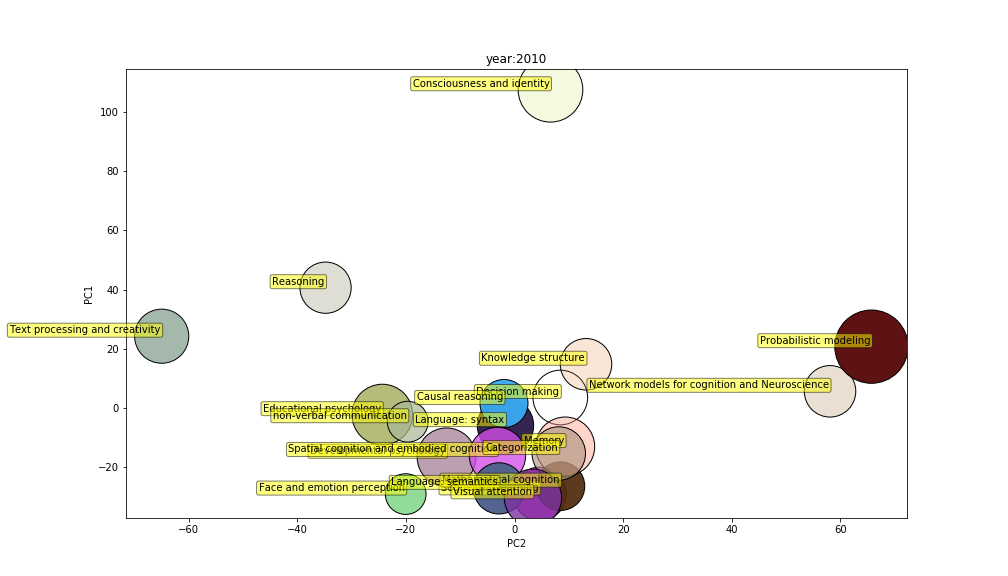 year:2010
Consciousness and identity
Reasoning
Text processing and creativity
Probabilistic modeling
Knowledge structure
Network models for cognition and Neuroscience
Decision making
Causal reasoning
Educational psychology
non-verbal communication
Language: syntax
Memory
Categorization
Spatial cognition and embodied cognition
Developmental psychology
cognition
Language: semantics
Face and emotion perception
Visual attention
PC1
100
80
60
40
20
0
−20
−60
−40
−20
0
20
40
60
PC2